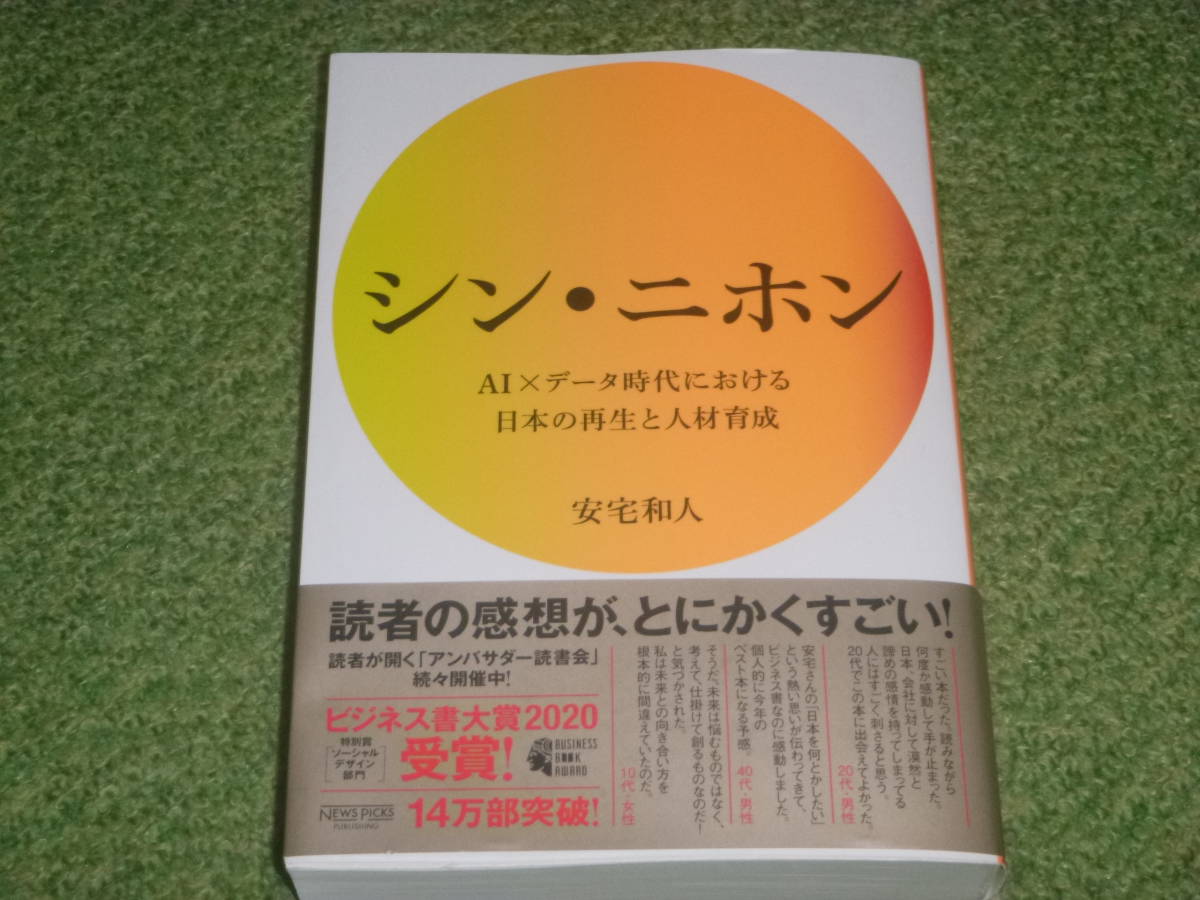 シン・ニホン
AI×データ時代における
日本の再生と人材育成
安宅和人
読者の感想が、とにかくすごい!
読者が開く「アンバサダー読書会」
続々開催中!
ビジネス書大賞2020
特別賞
ソーシャル
デザイン
部門
受賞!
BUSINESS
BOOK
AWARD
NEWS PICKS
PUBLISHING
14万部突破!
すごい本だった。読みながら
何度か感動して手が止まった。
日本、会社に対して漠然と
諦めの感情を持ってしまってる
人にはすごく刺さると思う。
20代でこの本に出会えてよかった。
20代・男性
安宅さんの「日本を何とかしたい」
という熱い思いが伝わってきて、
ビジネス書なのに感動しました。
個人的に今年の
ベスト本になる予感。
40代・男性
そうだ、未来は悩むものではなく、
考えて、仕掛けて創るものなのだ!
と気づかされた。
私は未来との向き合い方を
根本的に間違えていたのだ。
10代・女性